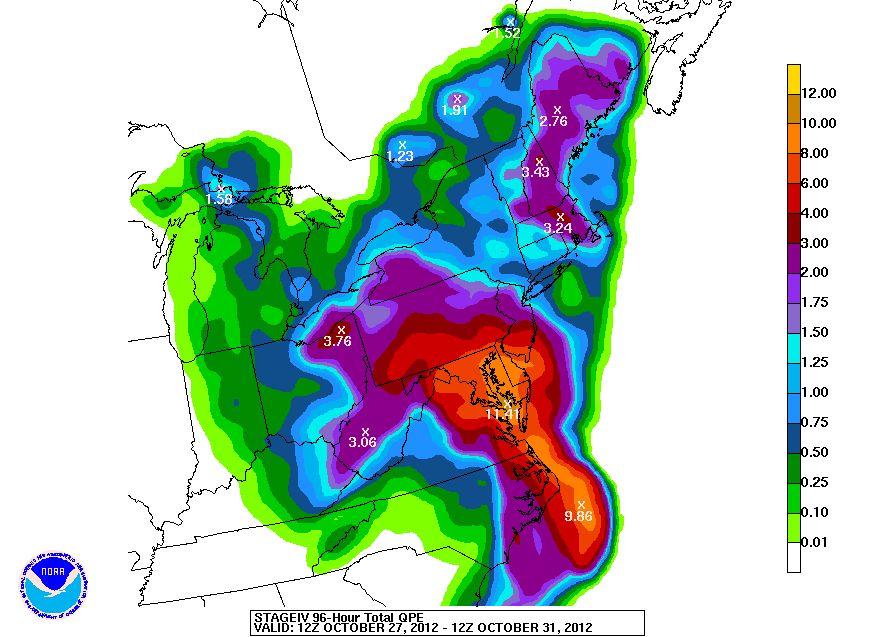 x
1.52
x
1.91
x
2.76
x
1.23
x
3.43
x
1.58
x
3.24
x
3.76
x
11.41
x
3.06
x
9.86
12.00
10.00
8.00
6.00
4.00
3.00
2.00
1.75
1.50
1.25
1.00
0.75
0.50
0.25
0.10
0.01
NOAA
STAGEIV 96-Hour Total QPE
VALID: 12Z OCTOBER 27, 2012 - 12Z OCTOBER 31, 2012